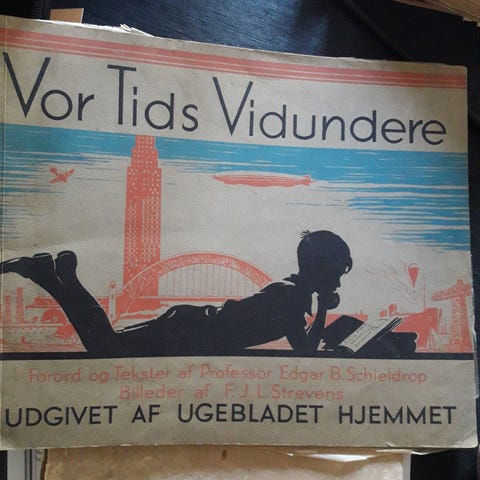 Vor Tids Vidundere
Forord og Tekster af Professor Edgar B. Schieldrop
Billeder af F.J.L. Strevens
UDGIVET AF UGEBLADET HJEMMET